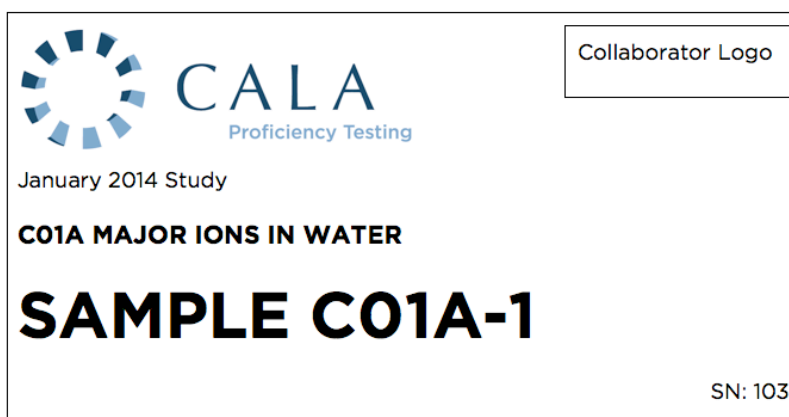 Collaborator Logo
CALA
Proficiency Testing
January 2014 Study
C01A MAJOR IONS IN WATER
SAMPLE C01A-1
SN: 103